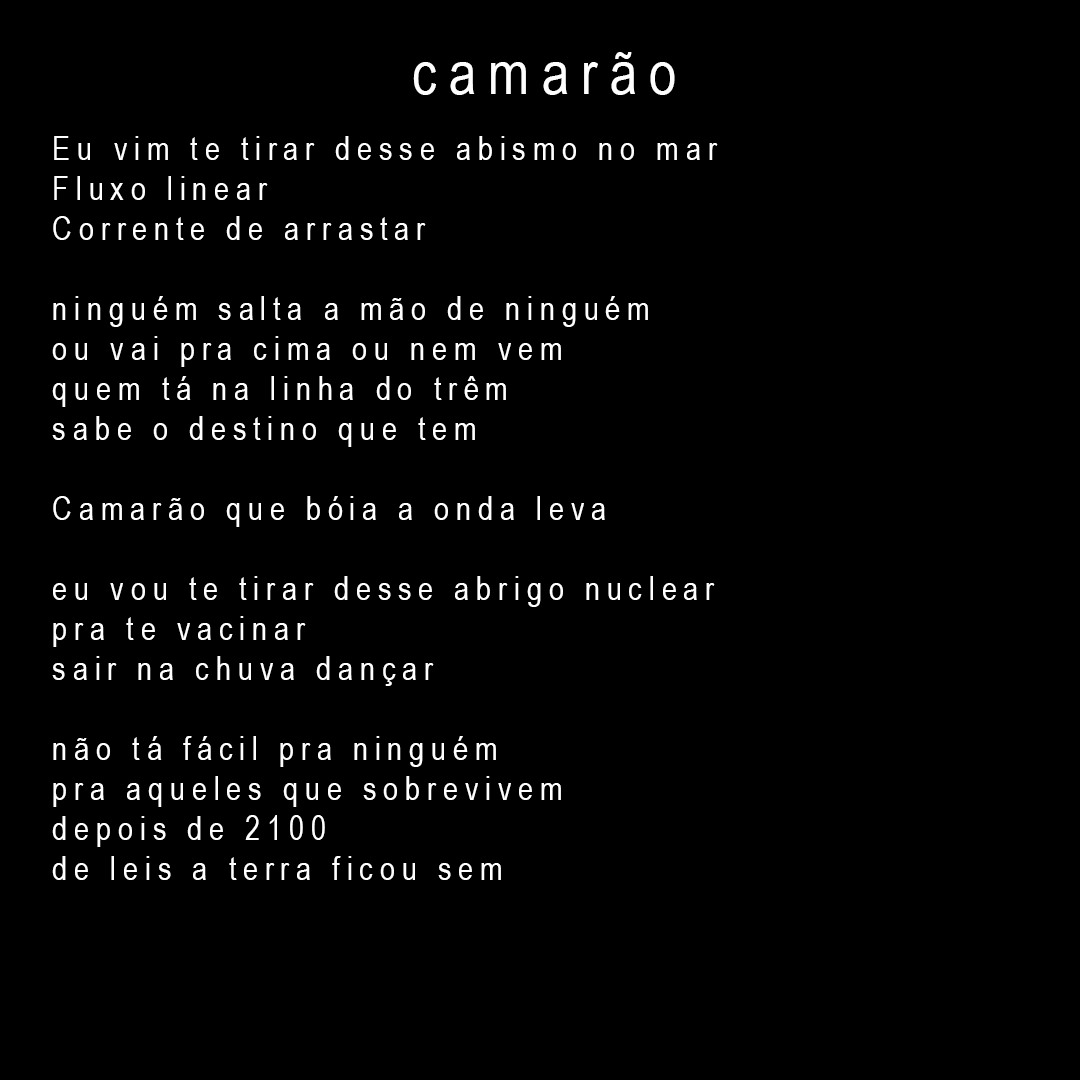 camarão
Eu vim te tirar desse abismo no mar
Fluxo linear
Corrente de arrastar
ninguém salta a mão de ninguém
ou vai pra cima ou nem vem
quem tá na linha do trêm
sabe o destino que tem
Camarão que bóia a onda leva
eu vou te tirar desse abrigo nuclear
pra te vacinar
sair na chuva dançar
não tá fácil pra ninguém
pra aqueles que sobrevivem
depois de 2100
de leis a terra ficou sem